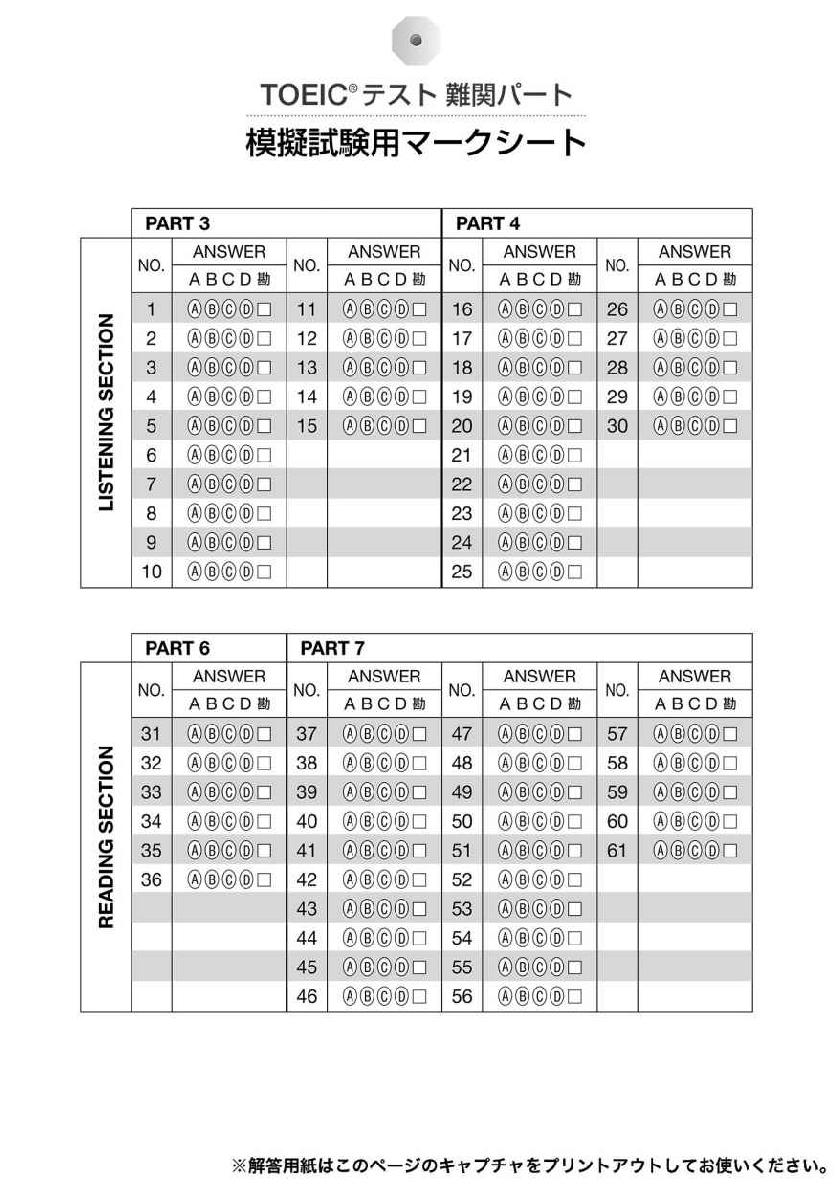 TOEIC®テスト 難関パート
模擬試験用マークシート
PART 3 PART 4
ANSWER ANSWER ANSWER ANSWER
NO. NO. NO. NO.
A B C D 勘 A B C D 勘 A B C D 勘 A B C D 勘
LISTENING SECTION
1 ⒶⒷⒸⒹ□ 11 ⒶⒷⒸⒹ□ 16 ⒶⒷⒸⒹ□ 26 ⒶⒷⒸⒹ□
2 ⒶⒷⒸⒹ□ 12 ⒶⒷⒸⒹ□ 17 ⒶⒷⒸⒹ□ 27 ⒶⒷⒸⒹ□
3 ⒶⒷⒸⒹ□ 13 ⒶⒷⒸⒹ□ 18 ⒶⒷⒸⒹ□ 28 ⒶⒷⒸⒹ□
4 ⒶⒷⒸⒹ□ 14 ⒶⒷⒸⒹ□ 19 ⒶⒷⒸⒹ□ 29 ⒶⒷⒸⒹ□
5 ⒶⒷⒸⒹ□ 15 ⒶⒷⒸⒹ□ 20 ⒶⒷⒸⒹ□ 30 ⒶⒷⒸⒹ□
6 ⒶⒷⒸⒹ□ 21 ⒶⒷⒸⒹ□
7 ⒶⒹⒸⒹ□ 22 ⒶⒷⒸⒹ□
8 ⒶⒷⒸⒹ□ 23 ⒶⒷⒸⒹ□
9 ⒶⒷⒸⒹ□ 24 ⒶⒷⒸⒹ□
10 ⒶⒷⒸⒹ□ 25 ⒶⒷⒸⒹ□
PART 6 PART 7
ANSWER ANSWER ANSWER ANSWER
NO. NO. NO. NO.
A B C D 勘 A B C D 勘 A B C D 勘 A B C D 勘
READING SECTION
31 ⒶⒷⒸⒹ□ 37 ⒶⒷⒸⒹ□ 47 ⒶⒷⒸⒹ□ 57 ⒶⒷⒸⒹ□
32 ⒶⒷⒸⒹ□ 38 ⒶⒷⒸⒹ□ 48 ⒶⒷⒸⒹ□ 58 ⒶⒷⒸⒹ□
33 ⒶⒷⒸⒹ□ 39 ⒶⒷⒸⒹ□ 49 ⒶⒷⒸⒹ□ 59 ⒶⒷⒸⒹ□
34 ⒶⒷⒸⒹ□ 40 ⒶⒷⒸⒹ□ 50 ⒶⒷⒸⒹ□ 60 ⒶⒷⒸⒹ□
35 ⒶⒷⒸⒹ□ 41 ⒶⒷⒸⒹ□ 51 ⒶⒷⒸⒹ□ 61 ⒶⒷⒸⒹ□
36 ⒶⒷⒸⒹ□ 42 ⒶⒷⒸⒹ□ 52 ⒶⒷⒸⒹ□
43 ⒶⒷⒸⒹ□ 53 ⒶⒷⒸⒹ□
44 ⒶⒷⒸⒹ□ 54 ⒶⒷⒸⒹ□
45 ⒶⒷⒸⒹ□ 55 ⒶⒷⒸⒹ□
46 ⒶⒷⒸⒹ□ 56 ⒶⒷⒸⒹ□
※解答用紙はこのページのキャプチャをプリントアウトしてお使いください。